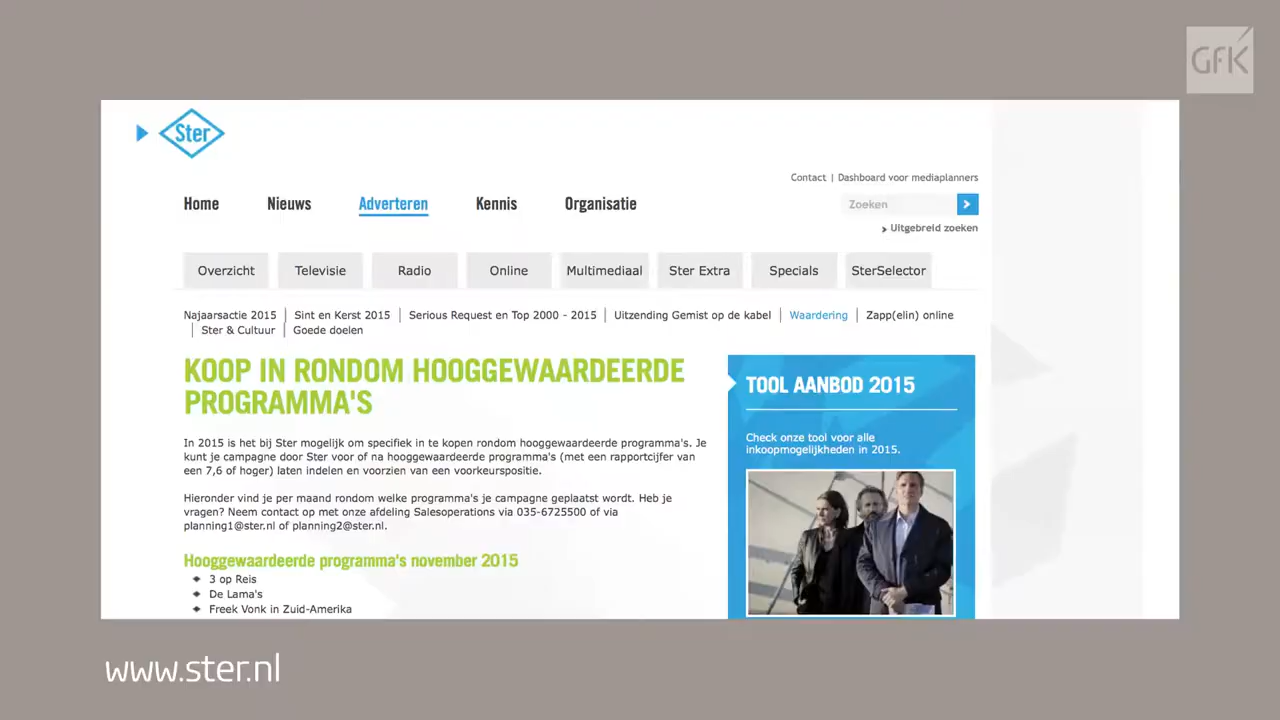 GfK
Ster
Contact | Dashboard voor mediaplanners
Home Nieuws Adverteren Kennis Organisatie
Zoeken
Uitgebreid zoeken
Overzicht Televisie Radio Online Multimediaal Ster Extra Specials SterSelector
Najaarsactie 2015 | Sint en Kerst 2015 | Serious Request en Top 2000 - 2015 | Uitzending Gemist op de kabel | Waardering | Zapp(elin) online
| Ster & Cultuur | Goede doelen
KOOP IN RONDOM HOOGGEWAARDEERDE
PROGRAMMA'S
In 2015 is het bij Ster mogelijk om specifiek in te kopen rondom hooggewaardeerde programma's. Je
kunt je campagne door Ster voor of na hooggewaardeerde programma's (met een rapportcijfer van
een 7,6 of hoger) laten indelen en voorzien van een voorkeurspositie.
Hieronder vind je per maand rondom welke programma's je campagne geplaatst wordt. Heb je
vragen? Neem contact op met onze afdeling Salesoperations via 035-6725500 of via
planning1@ster.nl of planning2@ster.nl.
Hooggewaardeerde programma's november 2015
3 op Reis
De Lama's
Freek Vonk in Zuid-Amerika
TOOL AANBOD 2015
Check onze tool voor alle
inkoopmogelijkheden in 2015.
www.ster.nl